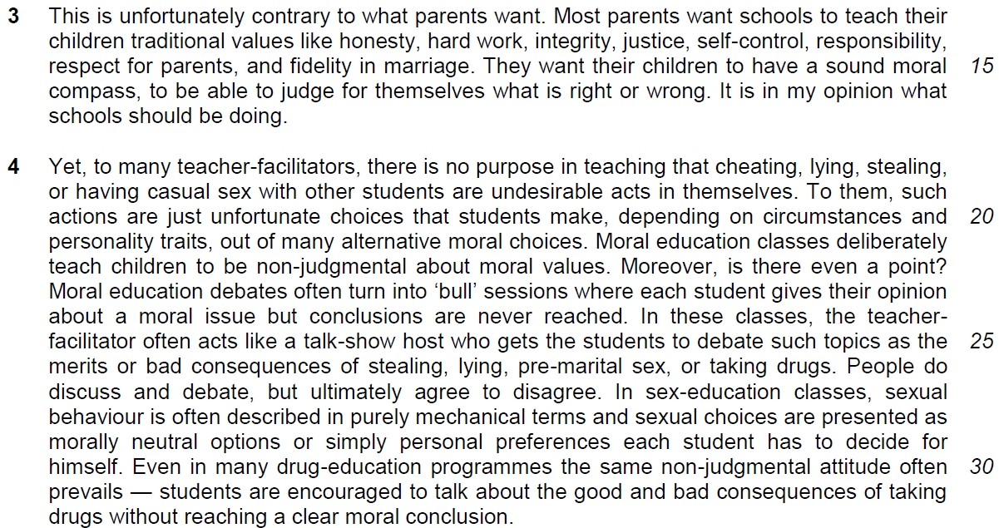 3 This is unfortunately contrary to what parents want. Most parents want schools to teach their
children traditional values like honesty, hard work, integrity, justice, self-control, responsibility,
respect for parents, and fidelity in marriage. They want their children to have a sound moral 15
compass, to be able to judge for themselves what is right or wrong. It is in my opinion what
schools should be doing.
4 Yet, to many teacher-facilitators, there is no purpose in teaching that cheating, lying, stealing,
or having casual sex with other students are undesirable acts in themselves. To them, such
actions are just unfortunate choices that students make, depending on circumstances and 20
personality traits, out of many alternative moral choices. Moral education classes deliberately
teach children to be non-judgmental about moral values. Moreover, is there even a point?
Moral education debates often turn into ‘bull’ sessions where each student gives their opinion
about a moral issue but conclusions are never reached. In these classes, the teacher-
facilitator often acts like a talk-show host who gets the students to debate such topics as the 25
merits or bad consequences of stealing, lying, pre-marital sex, or taking drugs. People do
discuss and debate, but ultimately agree to disagree. In sex-education classes, sexual
behaviour is often described in purely mechanical terms and sexual choices are presented as
morally neutral options or simply personal preferences each student has to decide for
himself. Even in many drug-education programmes the same non-judgmental attitude often 30
prevails — students are encouraged to talk about the good and bad consequences of taking
drugs without reaching a clear moral conclusion.